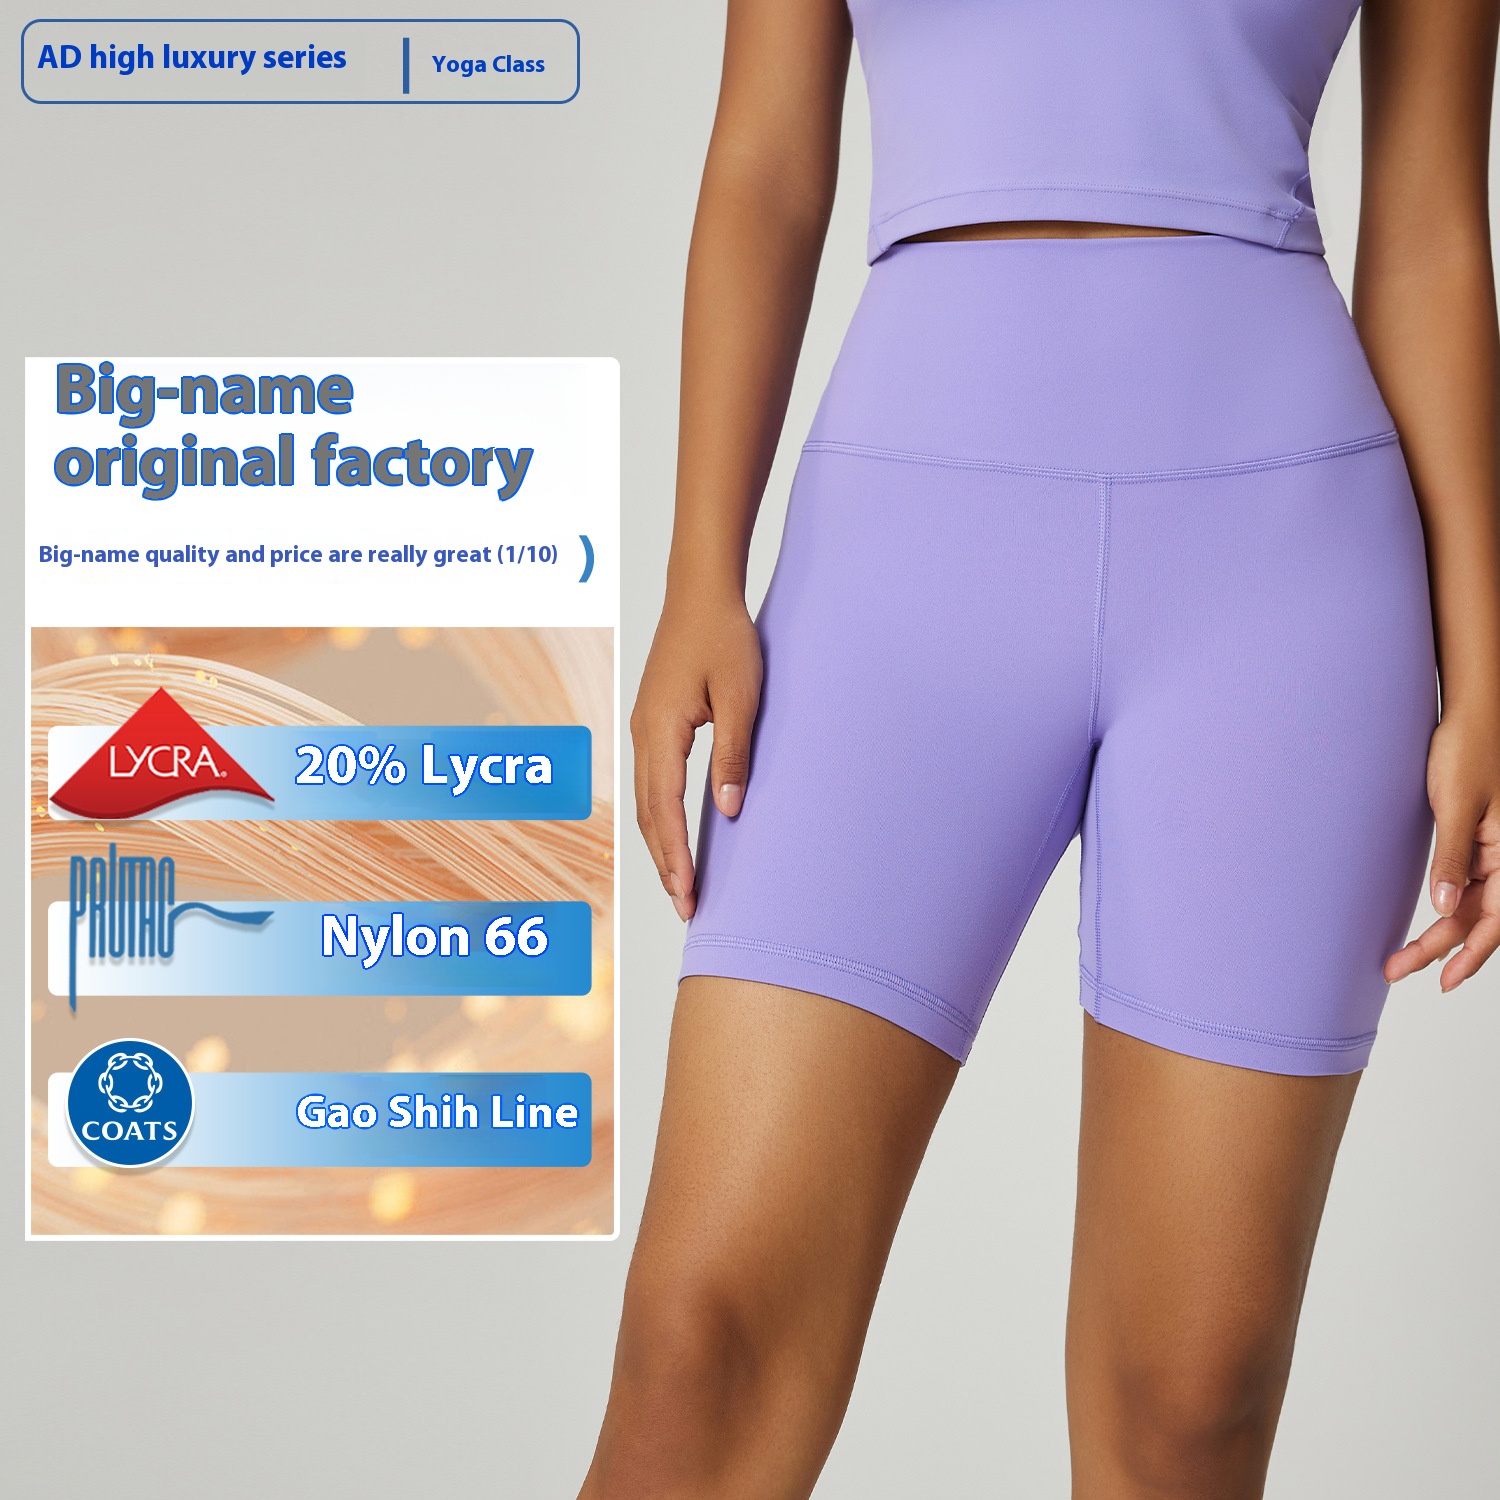 AD high luxury series
Yoga Class
Big-name
original factory
Big-name quality and price are really great (1/10)
LYCRA®
20% Lycra
Nylon 66
COATS
Gao Shih Line